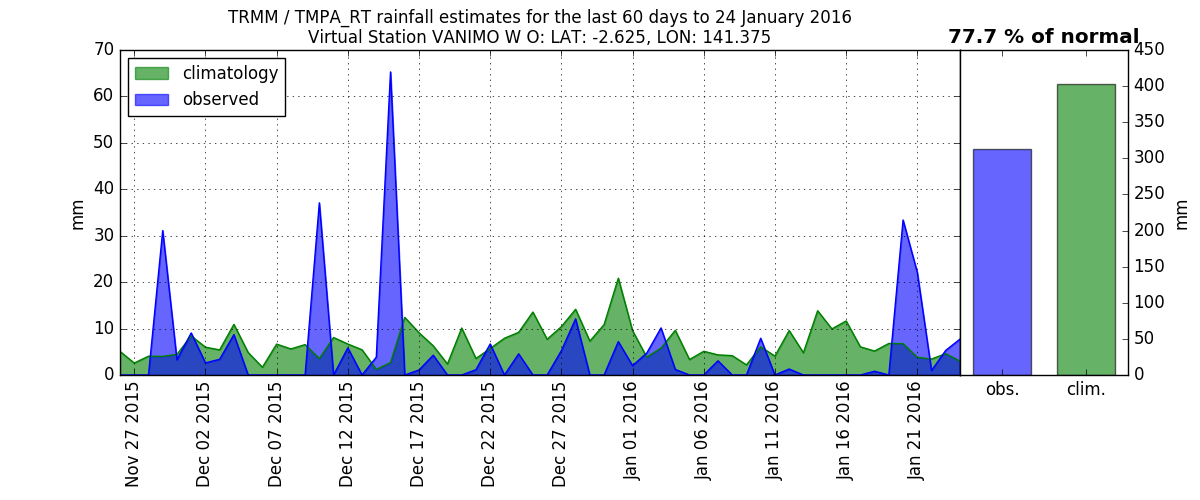 TRMM / TMPA_RT rainfall estimates for the last 60 days to 24 January 2016
Virtual Station VANIMO W O: LAT: -2.625, LON: 141.375
77.7 % of normal
climatology
observed
mm
70
60
50
40
30
20
10
0
Nov 27 2015
Dec 02 2015
Dec 07 2015
Dec 12 2015
Dec 17 2015
Dec 22 2015
Dec 27 2015
Jan 01 2016
Jan 06 2016
Jan 11 2016
Jan 16 2016
Jan 21 2016
obs.
clim.
450
400
350
300
250
200
150
100
50
0
mm